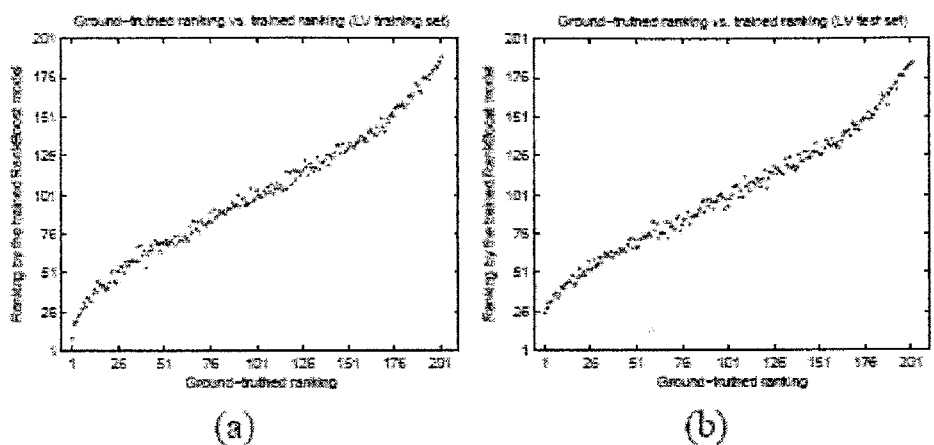 Ground-truthed ranking vs. trained ranking (LV training set)
201
176
151
126
101
76
51
26
1
Ranking by the trained RankBoost model
1 26 51 76 101 126 151 176 201
Ground-truthed ranking
(a)
Ground-truthed ranking vs. trained ranking (LV test set)
201
176
151
126
101
76
51
26
1
Ranking by the trained RankBoost model
1 26 51 76 101 126 151 176 201
Ground-truthed ranking
(b)